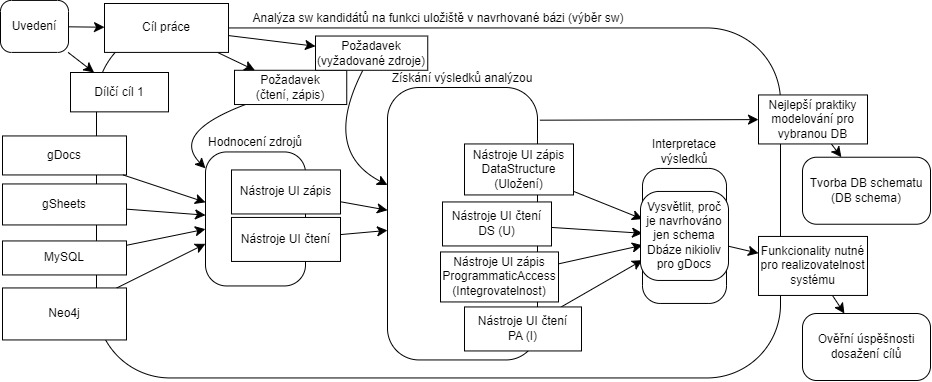 Uvedení
Cíl práce
Analýza sw kandidátů na funkci uložiště v navrhované bázi (výběr sw)
Požadavek
(vyžadované zdroje)
Požadavek
(čtení, zápis)
Získání výsledků analýzou
Dílčí cíl 1
Nejlepší praktiky
modelování pro
vybranou DB
Hodnocení zdrojů
Interpretace
výsledků
gDocs
gSheets
MySQL
Neo4j
Nástroje UI zápis
Nástroje UI čtení
Nástroje UI zápis
DataStructure
(Uložení)
Nástroje UI čtení
DS (U)
Nástroje UI zápis
ProgrammaticAccess
(Integrovatelnost)
Nástroje UI čtení
PA (I)
Vysvětlit, proč
je navrhováno
jen schema
Dbáze nikioliv
pro gDocs
Tvorba DB schematu
(DB schema)
Funkcionality nutné
pro realizovatelnost
systému
Ověřní úspěšnosti
dosažení cílů